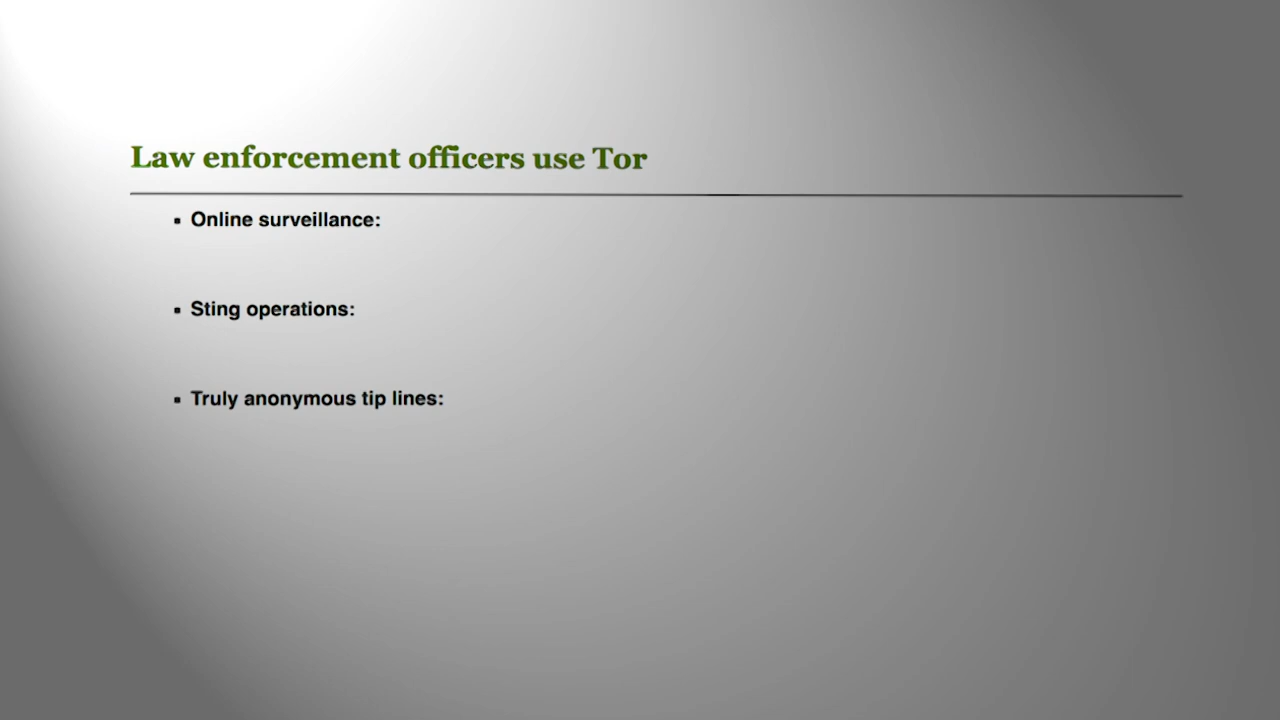 Law enforcement officers use Tor
Online surveillance:
Sting operations:
Truly anonymous tip lines: